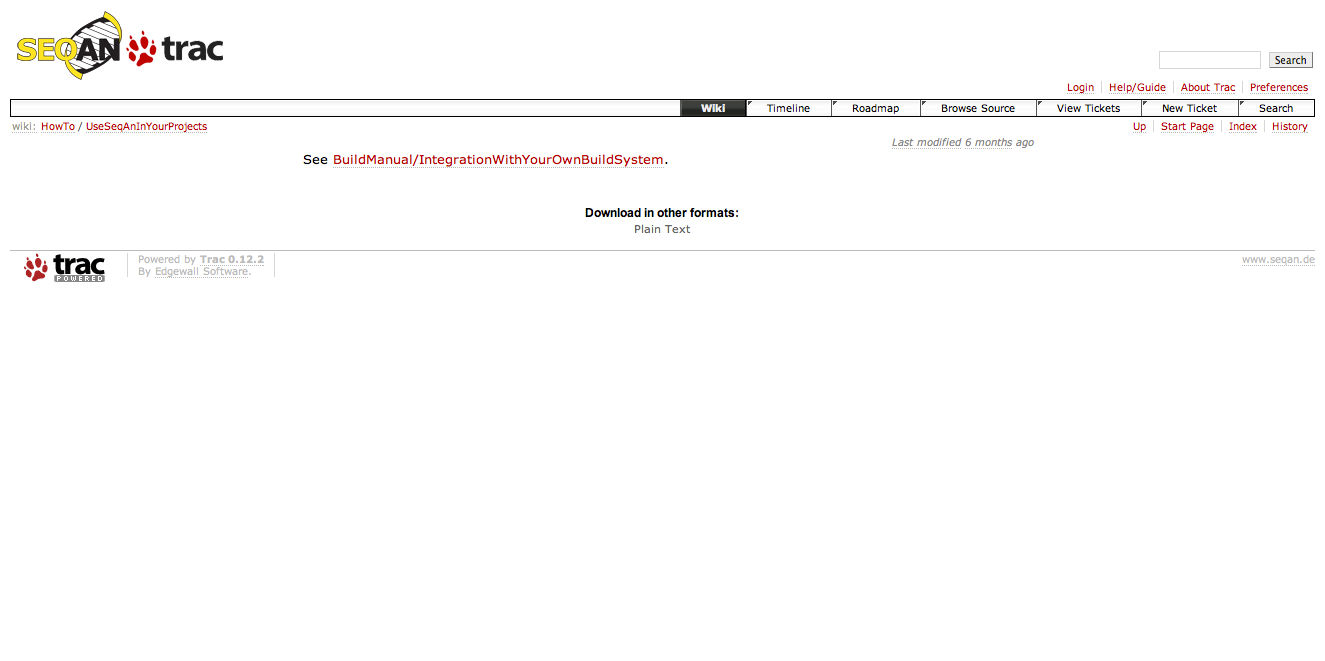 SEQAN trac
Search
Login Help/Guide About Trac Preferences
Wiki Timeline Roadmap Browse Source View Tickets New Ticket Search
wiki: HowTo / UseSeqAnInYourProjects Up Start Page Index History
Last modified 6 months ago
See BuildManual/IntegrationWithYourOwnBuildSystem.
Download in other formats:
Plain Text
trac POWERED
Powered by Trac 0.12.2
By Edgewall Software.
www.seqan.de